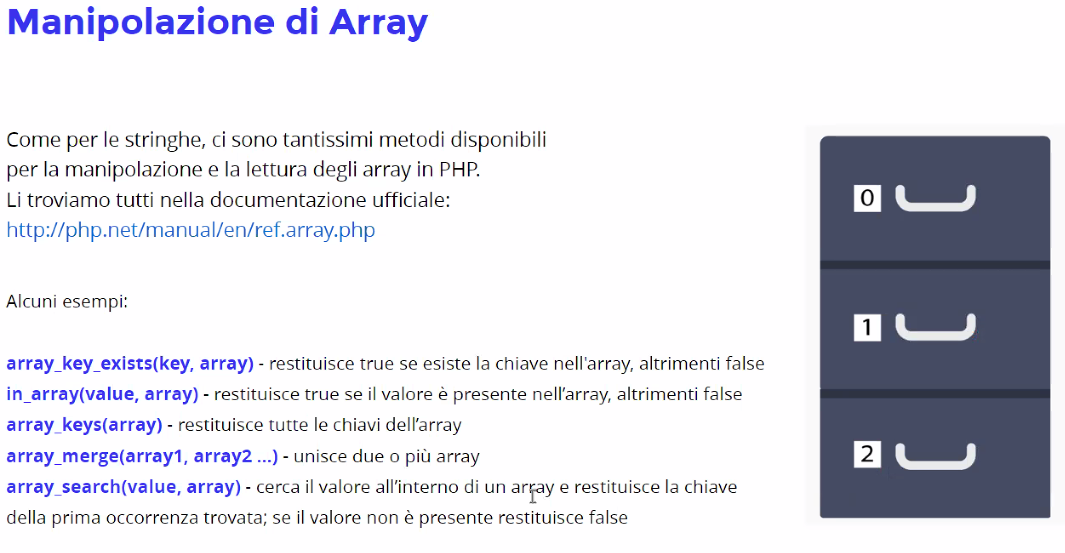 Manipolazione di Array
Come per le stringhe, ci sono tantissimi metodi disponibili
per la manipolazione e la lettura degli array in PHP.
Li troviamo tutti nella documentazione ufficiale:
http://php.net/manual/en/ref.array.php
Alcuni esempi:
array_key_exists(key, array) - restituisce true se esiste la chiave nell'array, altrimenti false
in_array(value, array) - restituisce true se il valore è presente nell’array, altrimenti false
array_keys(array) - restituisce tutte le chiavi dell’array
array_merge(array1, array2 ...) - unisce due o più array
array_search(value, array) - cerca il valore all’interno di un array e restituisce la chiave
della prima occorrenza trovata; se il valore non è presente restituisce false
0
1
2